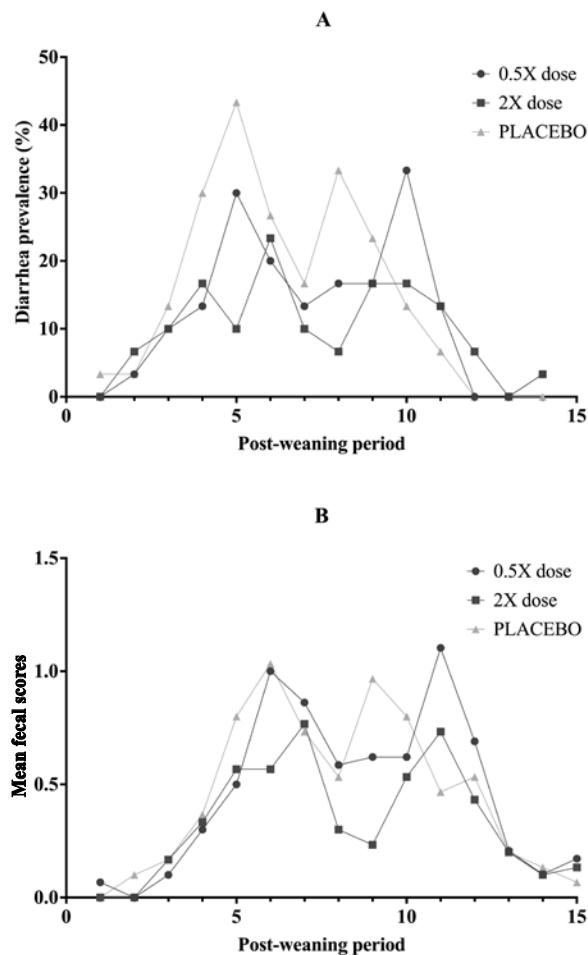 A
50
40
30
20
10
0
Diarrhea prevalence (%)
0.5X dose
2X dose
PLACEBO
0 5 10 15
Post-weaning period
B
1.5
1.0
0.5
0.0
Mean fecal scores
0.5X dose
2X dose
PLACEBO
0 5 10 15
Post-weaning period